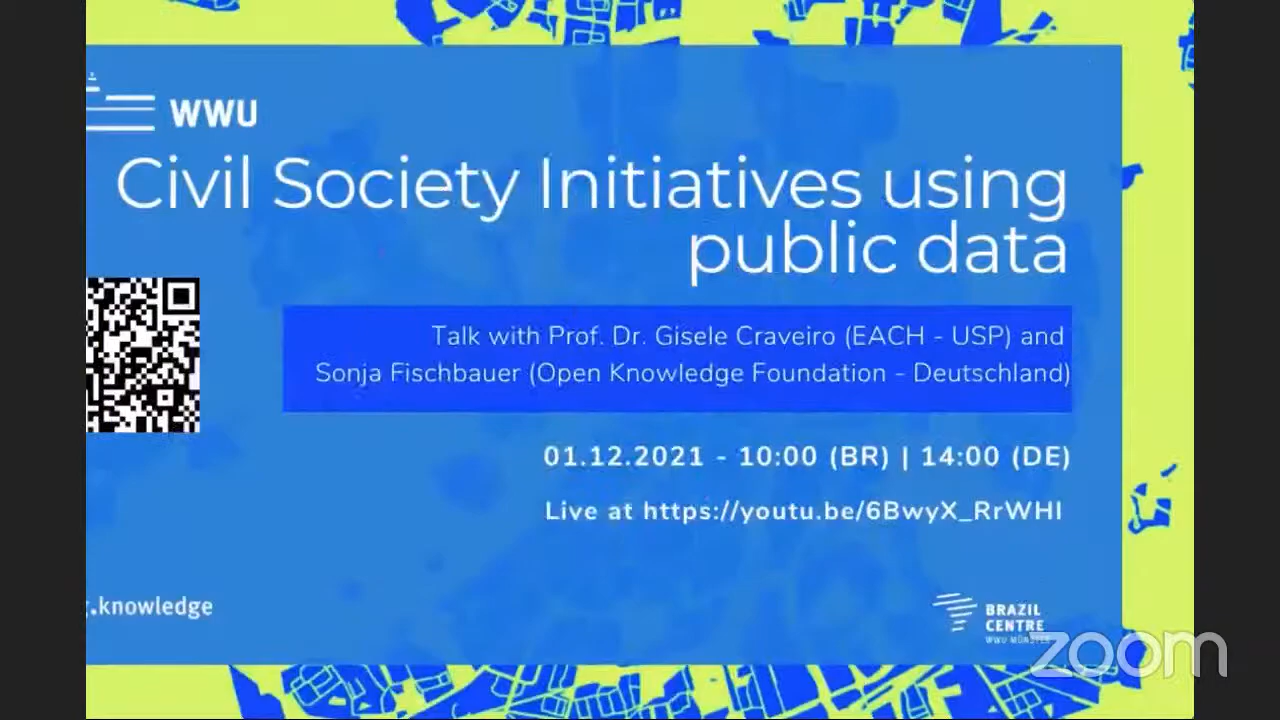 WWU
Civil Society Initiatives using
public data
Talk with Prof. Dr. Gisele Craveiro (EACH - USP) and
Sonja Fischbauer (Open Knowledge Foundation - Deutschland)
01.12.2021 - 10:00 (BR) | 14:00 (DE)
Live at https://youtu.be/6BwyX_RrWHI
.knowledge
BRAZIL
CENTRE
WWU MÜNSTER
zoom